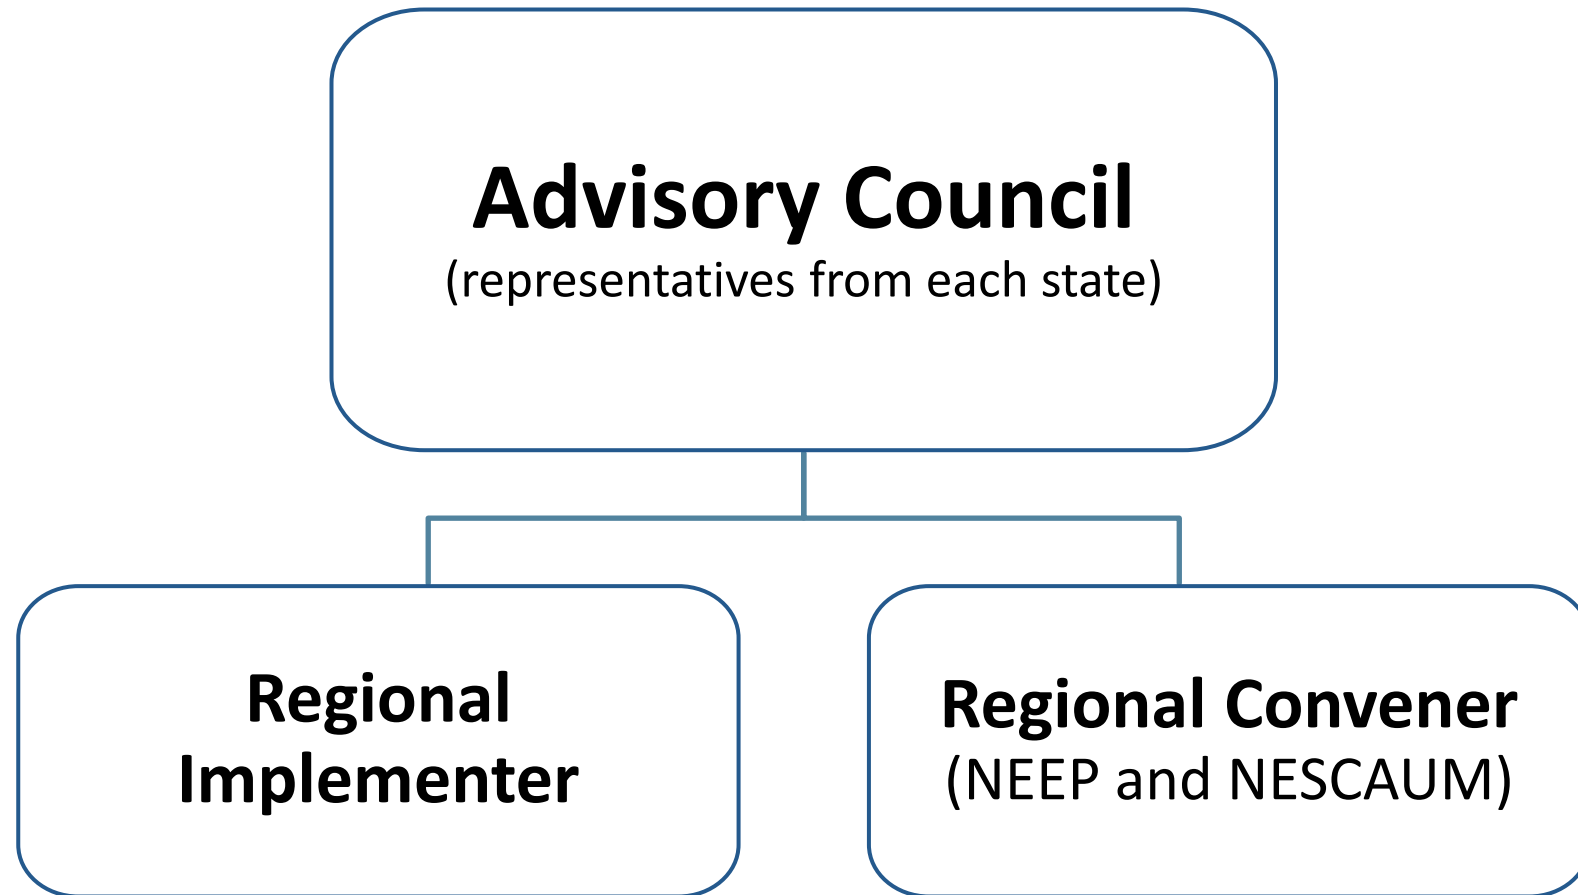 Advisory Council
(representatives from each state)
Regional
Implementer
Regional Convener
(NEEP and NESCAUM)